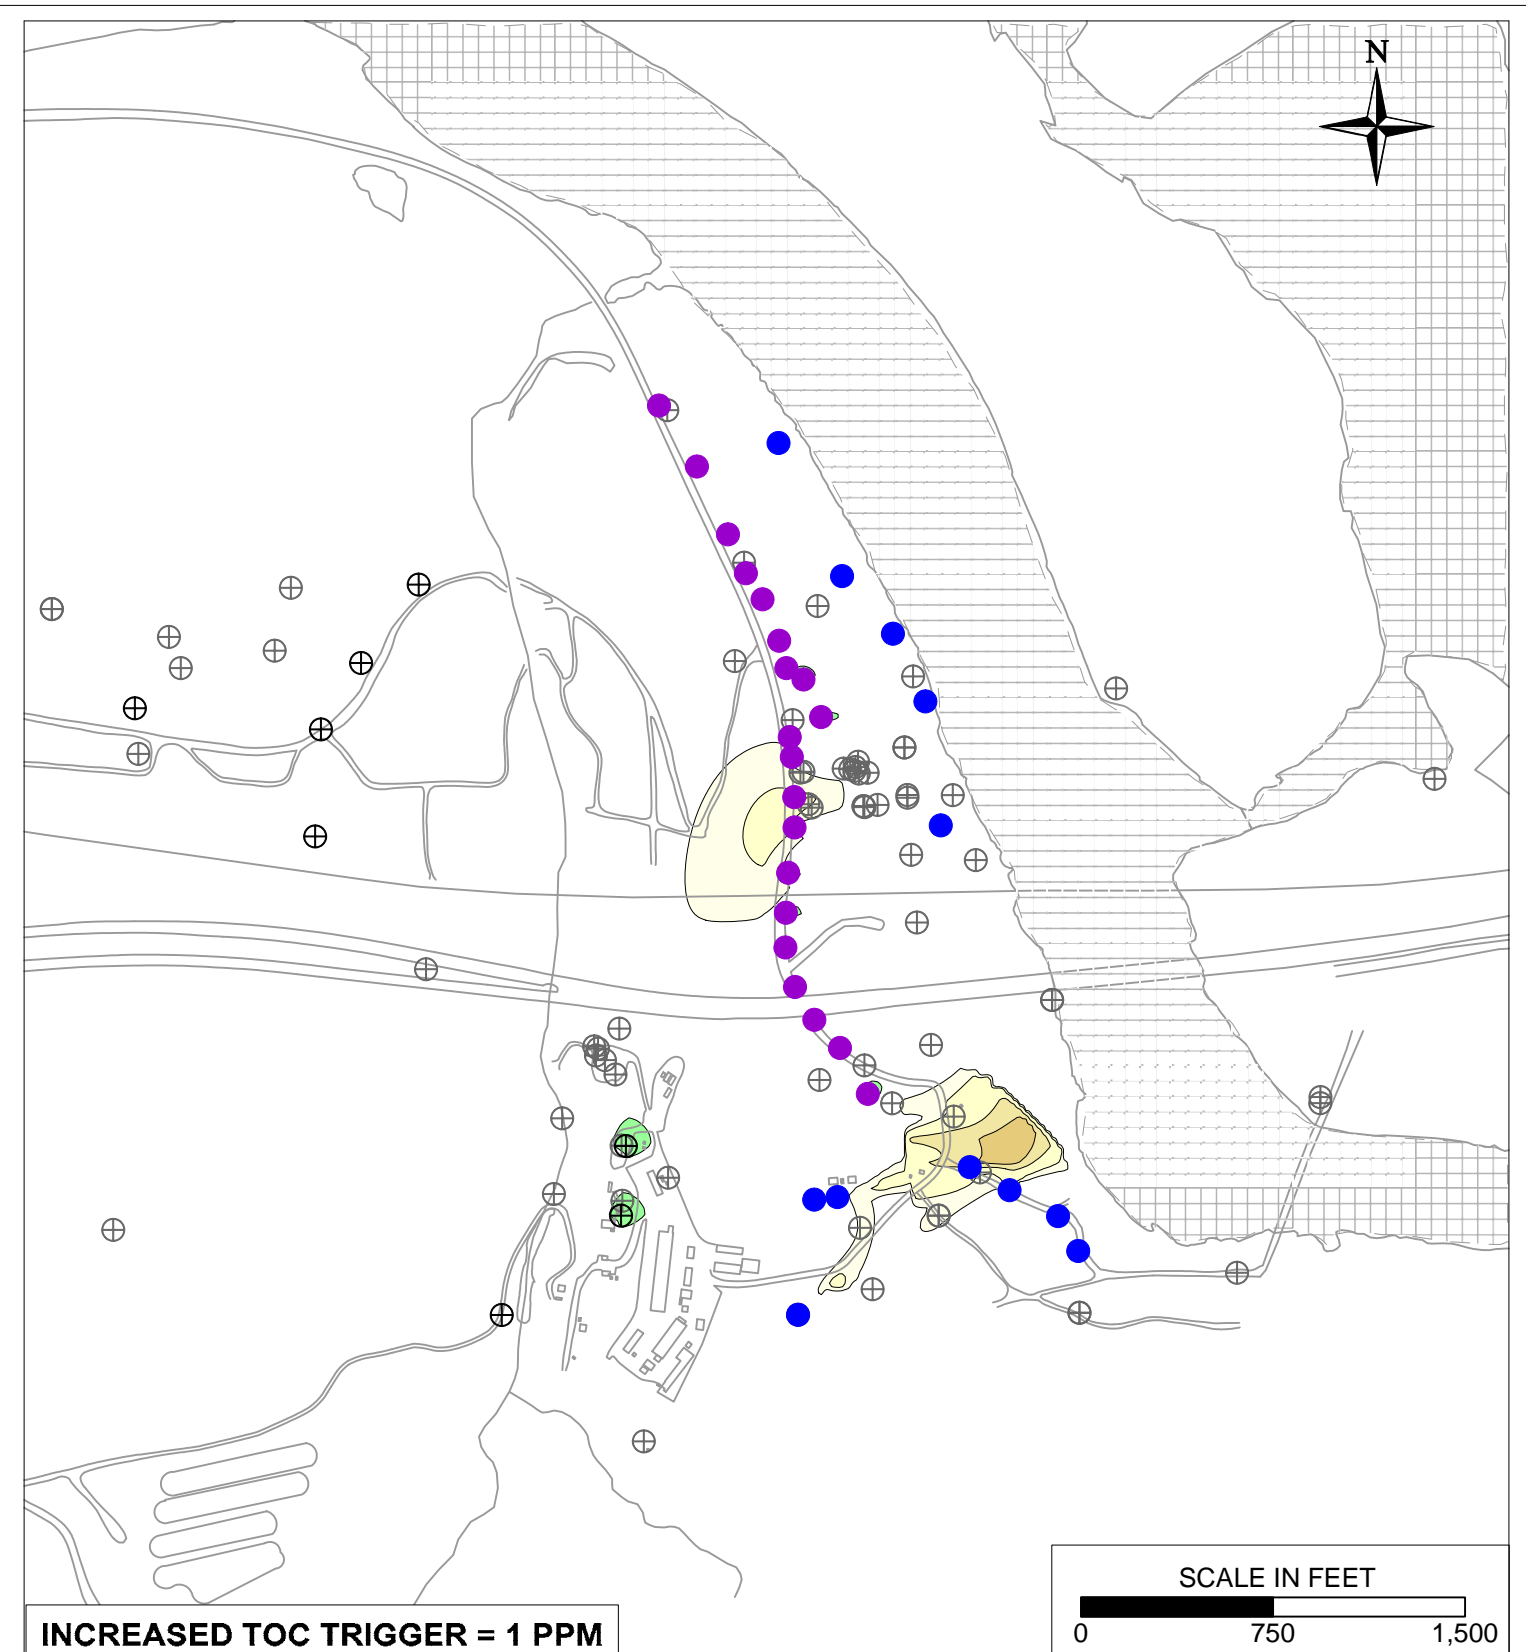 N
SCALE IN FEET
0 750 1,500
INCREASED TOC TRIGGER = 1 PPM